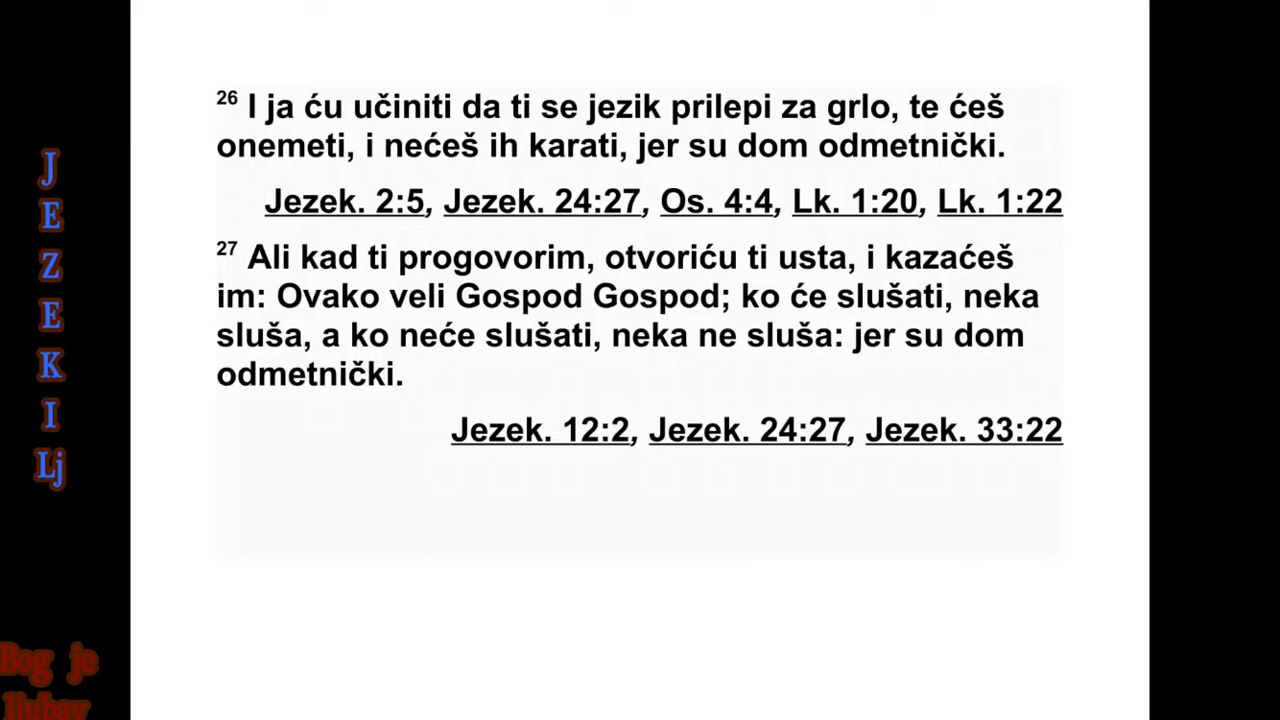 J
E
Z
E
K
I
Lj
Bog je
ljubav
26 I ja ću učiniti da ti se jezik prilepi za grlo, te ćeš
onemeti, i nećeš ih karati, jer su dom odmetnički.
Jezek. 2:5, Jezek. 24:27, Os. 4:4, Lk. 1:20, Lk. 1:22
27 Ali kad ti progovorim, otvoriću ti usta, i kazaćeš
im: Ovako veli Gospod Gospod; ko će slušati, neka
sluša, a ko neće slušati, neka ne sluša: jer su dom
odmetnički.
Jezek. 12:2, Jezek. 24:27, Jezek. 33:22